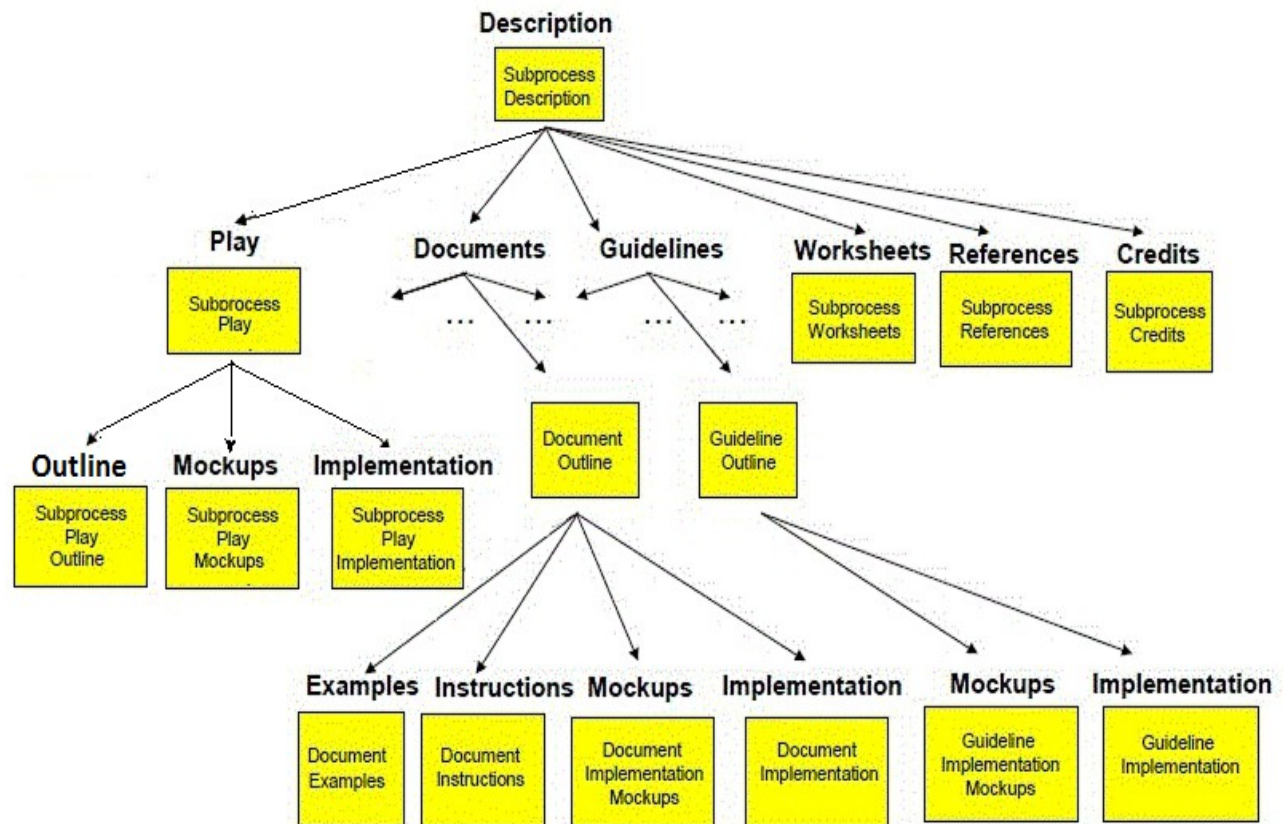 Description
Subprocess
Description
Play
Documents
Guidelines
Worksheets
References
Credits
Subprocess
Play
... ... ... ...
Subprocess
Worksheets
Subprocess
References
Subprocess
Credits
Outline
Mockups
Implementation
Subprocess
Play
Outline
Subprocess
Play
Mockups
Subprocess
Play
Implementation
Document
Outline
Guideline
Outline
Examples
Instructions
Mockups
Implementation
Mockups
Implementation
Document
Examples
Document
Instructions
Document
Implementation
Mockups
Document
Implementation
Guideline
Implementation
Mockups
Guideline
Implementation